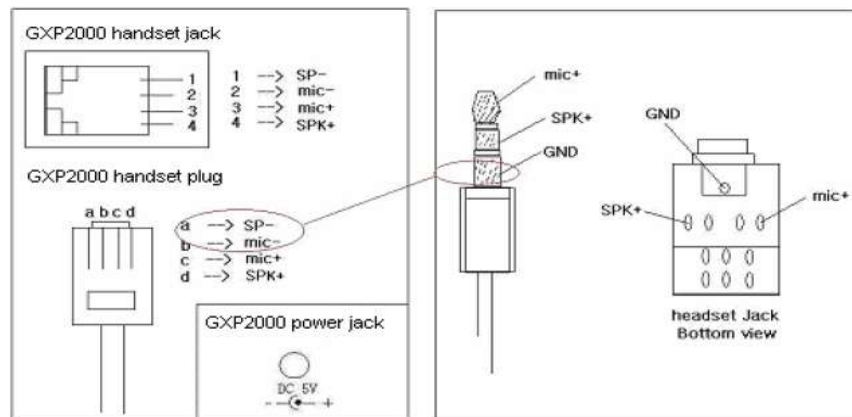 GXP2000 handset jack
1
2
3
4
1 --> SP-
2 --> mic-
3 --> mic+
4 --> SPK+
GXP2000 handset plug
a b c d
a --> SP-
b --> mic-
c --> mic+
d --> SPK+
GXP2000 power jack
DC 5V
- +
mic+
SPK+
GND
GND
SPK+
mic+
headset Jack
Bottom view